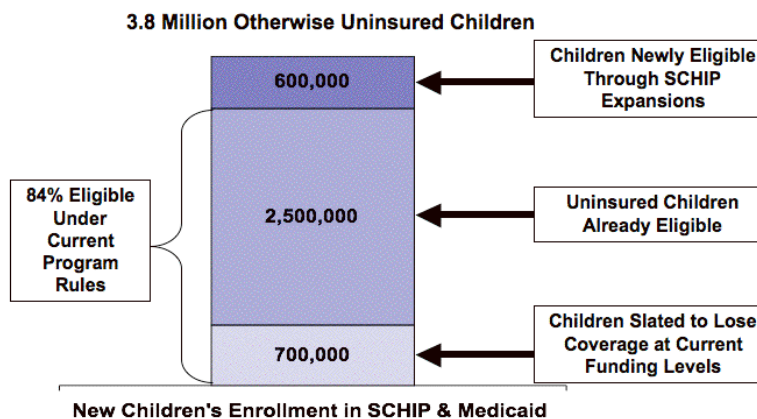 3.8 Million Otherwise Uninsured Children
600,000
Children Newly Eligible
Through SCHIP
Expansions
84% Eligible
Under
Current
Program
Rules
2,500,000
Uninsured Children
Already Eligible
700,000
Children Slated to Lose
Coverage at Current
Funding Levels
New Children's Enrollment in SCHIP & Medicaid